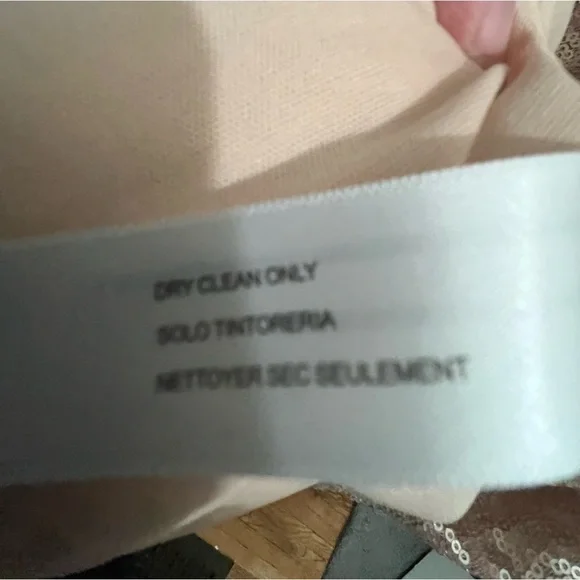 DRY CLEAN ONLY
SOLO TINTORERIA
NETTOYER SEC SEULEMENT